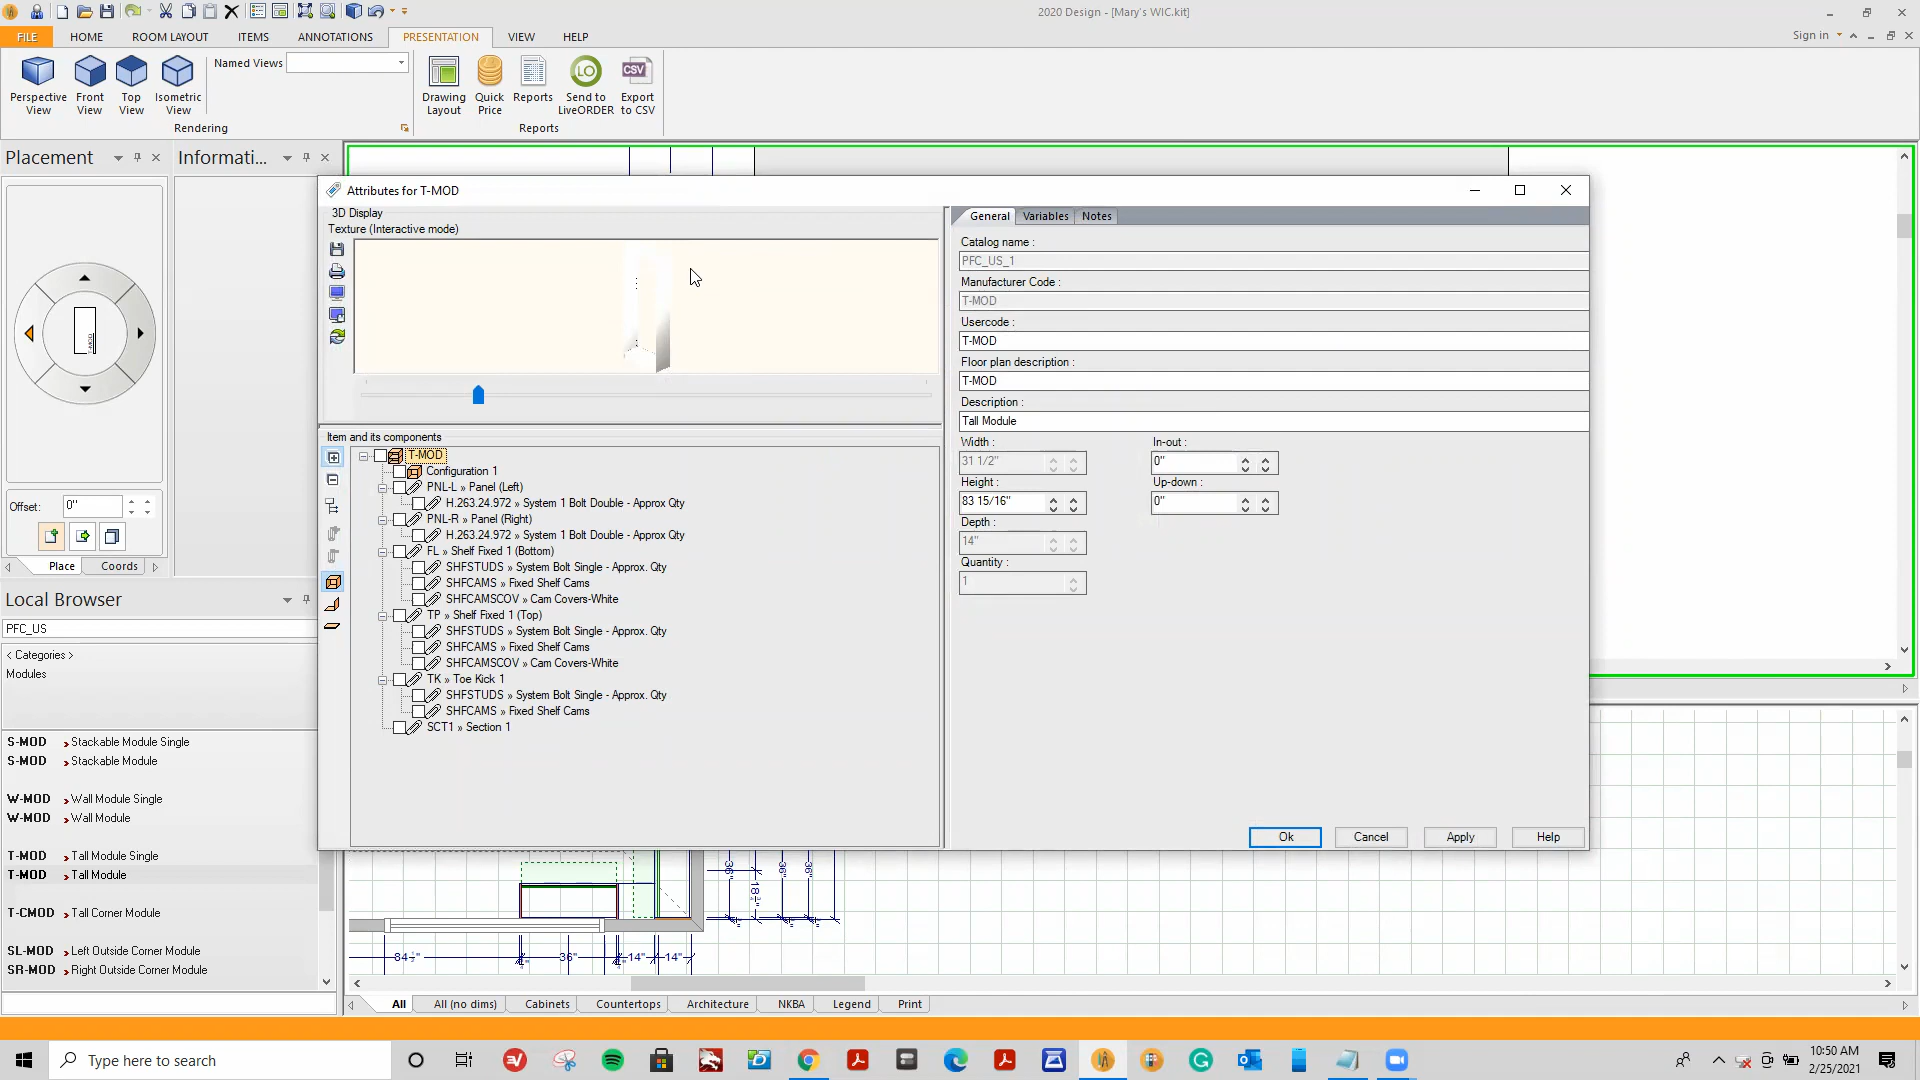 2020 Design - [Mary's WIC.kit]
FILE HOME ROOM LAYOUT ITEMS ANNOTATIONS PRESENTATION VIEW HELP
Sign in
Named Views
Perspective View
Front View
Top View
Isometric View
Rendering
Drawing Layout
Quick Price
Reports
Send to LiveORDER
CSV
Export to CSV
Reports
Placement
Informati...
Offset: 0"
Place Coords
Local Browser
PFC_US
< Categories >
Modules
S-MOD Stackable Module Single
S-MOD Stackable Module
W-MOD Wall Module Single
W-MOD Wall Module
T-MOD Tall Module Single
T-MOD Tall Module
T-CMOD Tall Corner Module
SL-MOD Left Outside Corner Module
SR-MOD Right Outside Corner Module
Attributes for T-MOD
3D Display
Texture (Interactive mode)
Item and its components
T-MOD
Configuration 1
PNL-L » Panel (Left)
H.263.24.972 » System 1 Bolt Double - Approx Qty
PNL-R » Panel (Right)
H.263.24.972 » System 1 Bolt Double - Approx Qty
FL » Shelf Fixed 1 (Bottom)
SHFSTUDS » System Bolt Single - Approx. Qty
SHFCAMS » Fixed Shelf Cams
SHFCAMSCOV » Cam Covers-White
TP » Shelf Fixed 1 (Top)
SHFSTUDS » System Bolt Single - Approx. Qty
SHFCAMS » Fixed Shelf Cams
SHFCAMSCOV » Cam Covers-White
TK » Toe Kick 1
SHFSTUDS » System Bolt Single - Approx. Qty
SHFCAMS » Fixed Shelf Cams
SCT1 » Section 1
General Variables Notes
Catalog name :
PFC_US_1
Manufacturer Code :
T-MOD
Usercode :
T-MOD
Floor plan description :
T-MOD
Description :
Tall Module
Width : In-out :
31 1/2" 0"
Height : Up-down :
83 15/16" 0"
Depth :
14"
Quantity :
1
Ok Cancel Apply Help
36" 36" 36"
36" 14" 14"
All All (no dims) Cabinets Countertops Architecture NKBA Legend Print
Type here to search
10:50 AM
2/25/2021